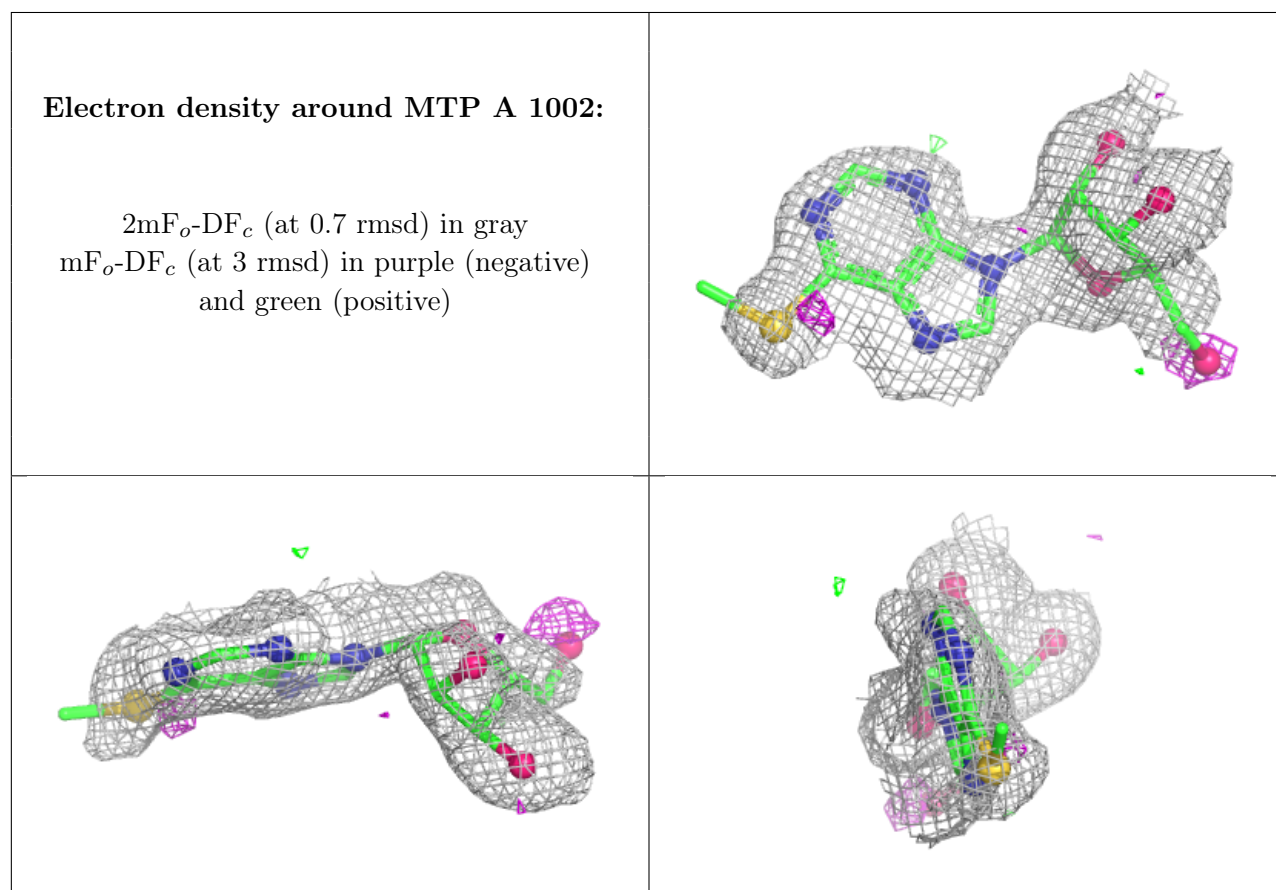 Electron density around MTP A 1002:
2mFo-DFc (at 0.7 rmsd) in gray
mFo-DFc (at 3 rmsd) in purple (negative)
and green (positive)